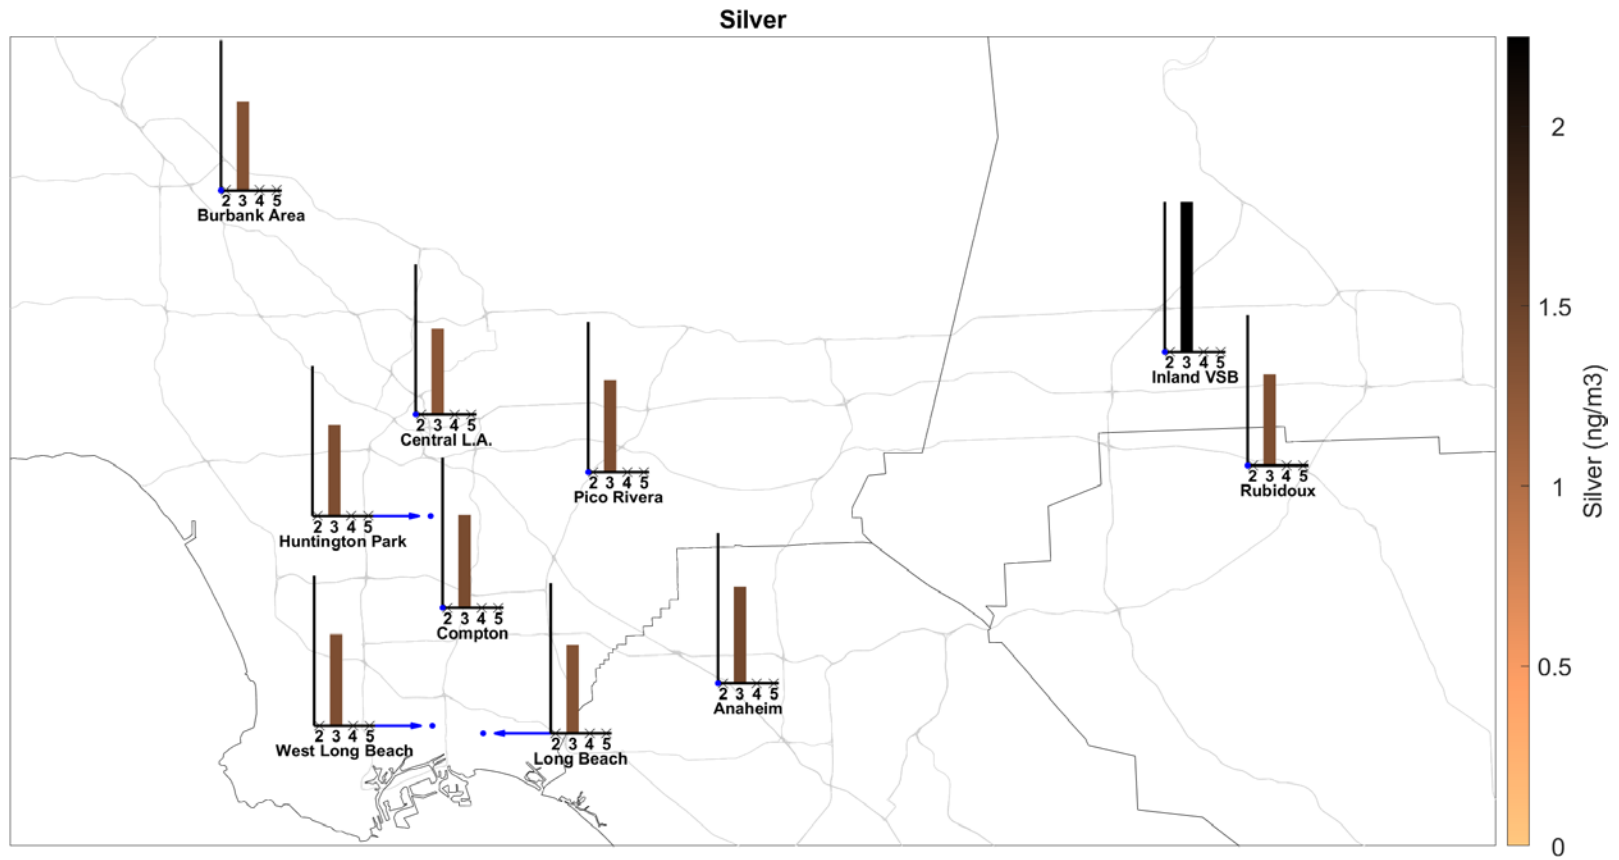 Silver
2 3 4 5
Burbank Area
2 3 4 5
Inland VSB
2 3 4 5
Central L.A.
2 3 4 5
Pico Rivera
2 3 4 5
Rubidoux
2 3 4 5
Huntington Park
2 3 4 5
Compton
2 3 4 5
Anaheim
2 3 4 5
West Long Beach
2 3 4 5
Long Beach
2
1.5
1
0.5
0
Silver (ng/m3)